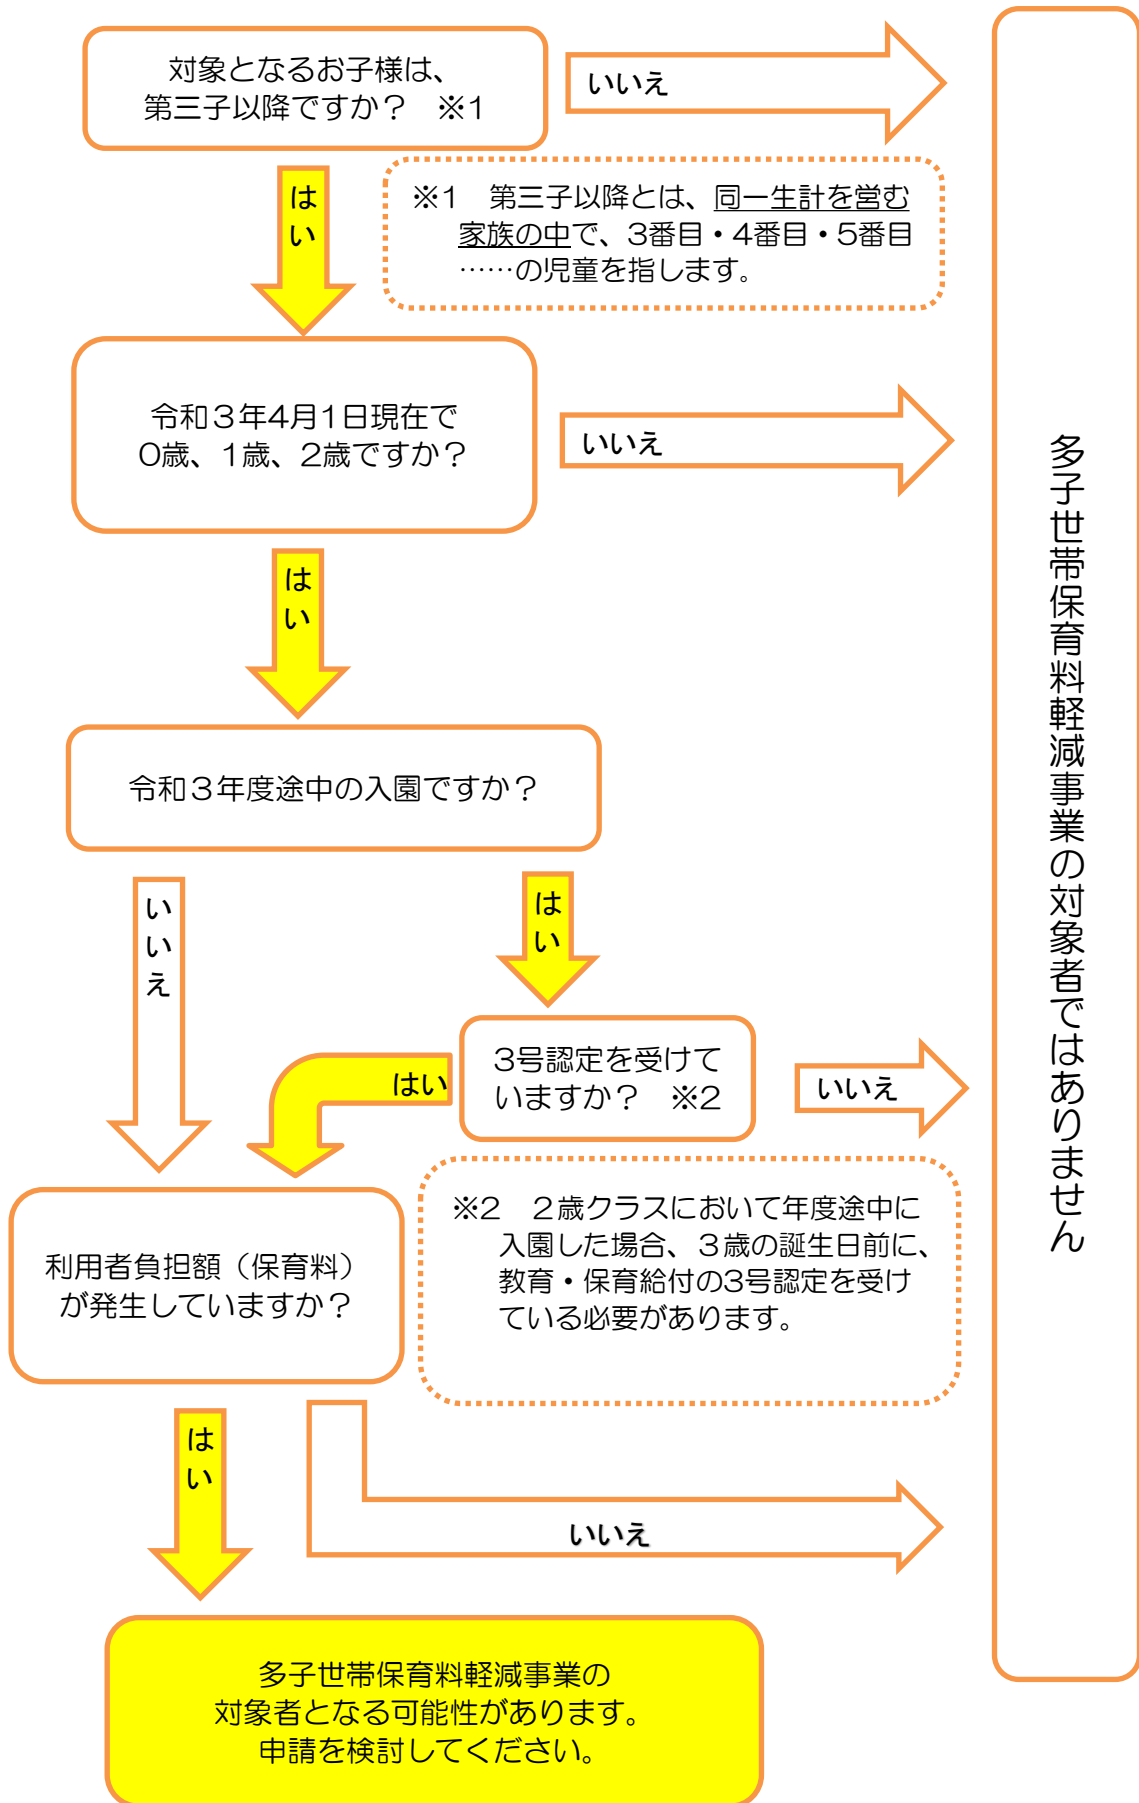 対象となるお子様は、
第三子以降ですか？　※1
いいえ
はい
※1　第三子以降とは、同一生計を営む
家族の中で、3番目・4番目・5番目
……の児童を指します。
令和３年4月1日現在で
0歳、1歳、2歳ですか？
いいえ
はい
令和３年度途中の入園ですか？
いいえ
はい
3号認定を受けて
いますか？　※2
はい
いいえ
※2　２歳クラスにおいて年度途中に
入園した場合、３歳の誕生日前に、
教育・保育給付の3号認定を受け
ている必要があります。
利用者負担額（保育料）
が発生していますか？
はい
いいえ
多子世帯保育料軽減事業の
対象者となる可能性があります。
申請を検討してください。
多子世帯保育料軽減事業の対象者ではありません